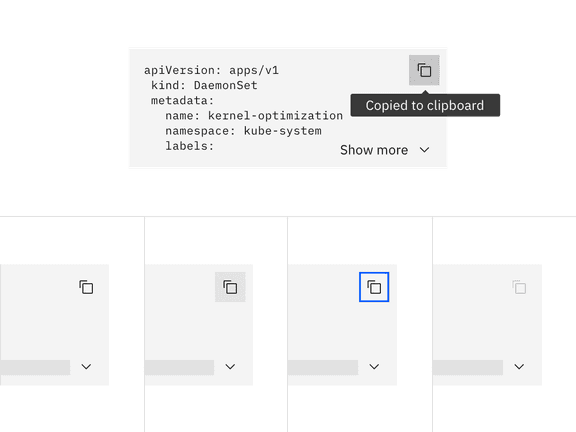 apiVersion: apps/v1
kind: DaemonSet
metadata:
name: kernel-optimization
namespace: kube-system
labels:
Copied to clipboard
Show more